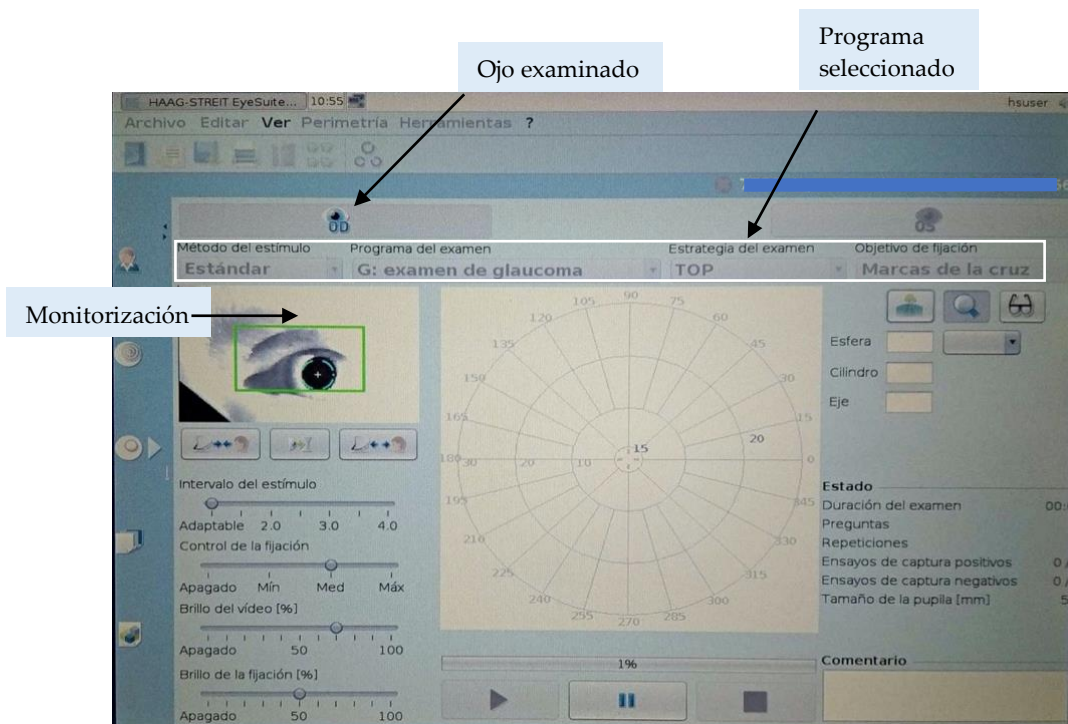 Programa
seleccionado
Ojo examinado
HAAG-STREIT EyeSuite... 10:55
hsuser
Archivo Editar Ver Perimetría Herramientas ?
OD
OS
Método del estímulo Programa del examen Estrategia del examen Objetivo de fijación
Estándar G: examen de glaucoma TOP Marcas de la cruz
Monitorización
105 90 75
120 60
135 45
150 30
165 15
180 30 20 10 15 20 0
195 345
210 330
225 315
240 300
255 270 285
Esfera
Cilindro
Eje
Intervalo del estímulo
Adaptable 2.0 3.0 4.0
Control de la fijación
Apagado Mín Med Máx
Brillo del vídeo [%]
Apagado 50 100
Brillo de la fijación [%]
Apagado 50 100
Estado
Duración del examen 00:
Preguntas
Repeticiones
Ensayos de captura positivos 0 /
Ensayos de captura negativos 0 /
Tamaño de la pupila [mm] 5
1%
Comentario